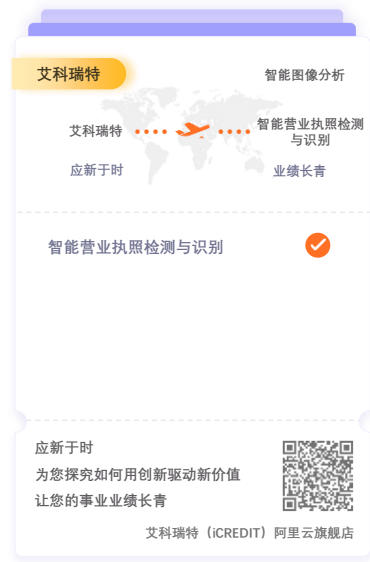 艾科瑞特
智能图像分析
艾科瑞特
智能营业执照检测
与识别
应新于时
业绩长青
智能营业执照检测与识别
应新于时
为您探究如何用创新驱动新价值
让您的事业业绩长青
艾科瑞特（iCREDIT）阿里云旗舰店